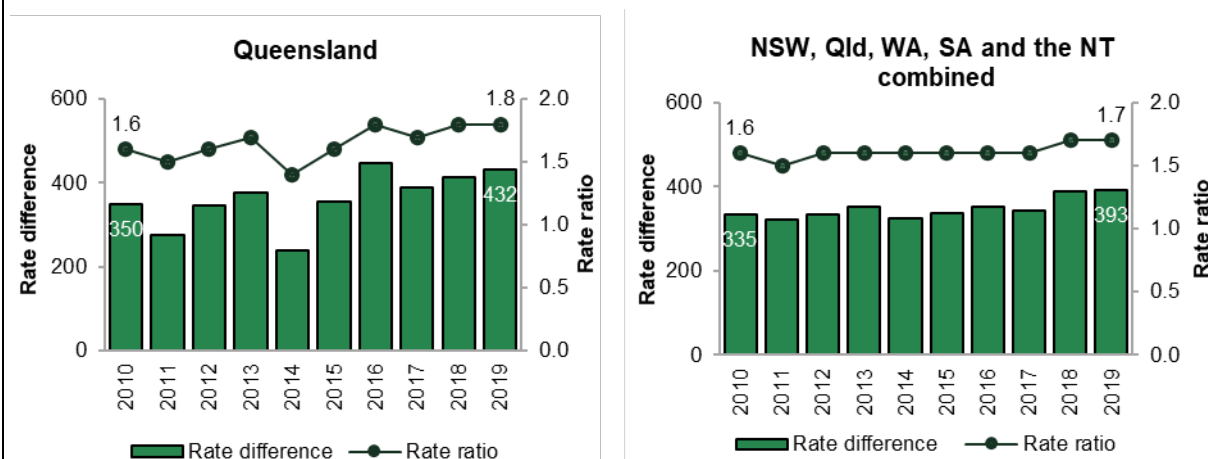 Queensland
600
400
200
0
Rate difference
1.6
1.8
350
432
2.0
1.5
1.0
0.5
0.0
Rate ratio
2010 2011 2012 2013 2014 2015 2016 2017 2018 2019
Rate difference Rate ratio
NSW, Qld, WA, SA and the NT
combined
600
400
200
0
Rate difference
1.6
1.7
335
393
2.0
1.5
1.0
0.5
0.0
Rate ratio
2010 2011 2012 2013 2014 2015 2016 2017 2018 2019
Rate difference Rate ratio